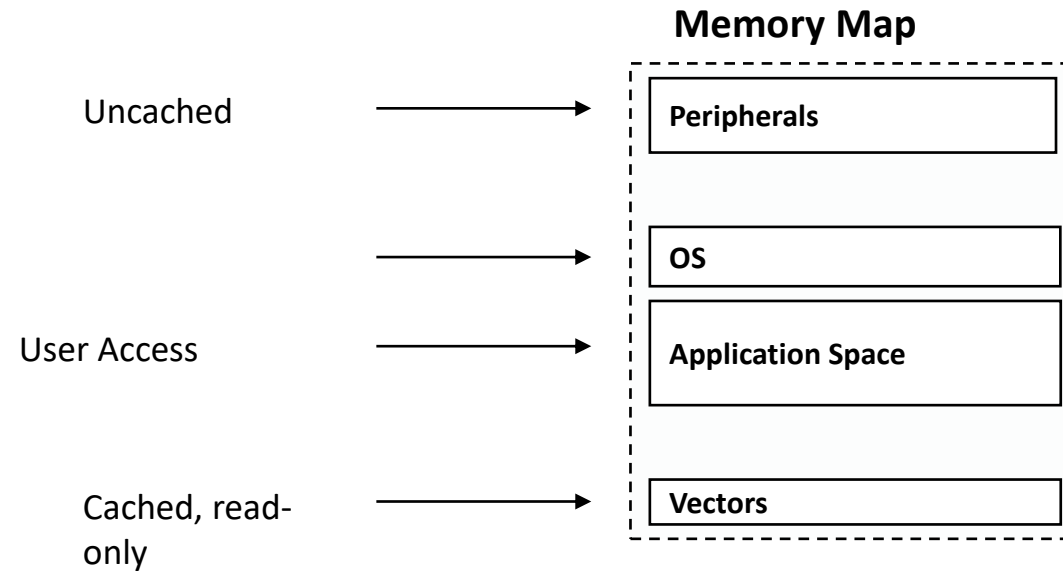 Memory Map
Uncached
Peripherals
OS
User Access
Application Space
Cached, read-
only
Vectors